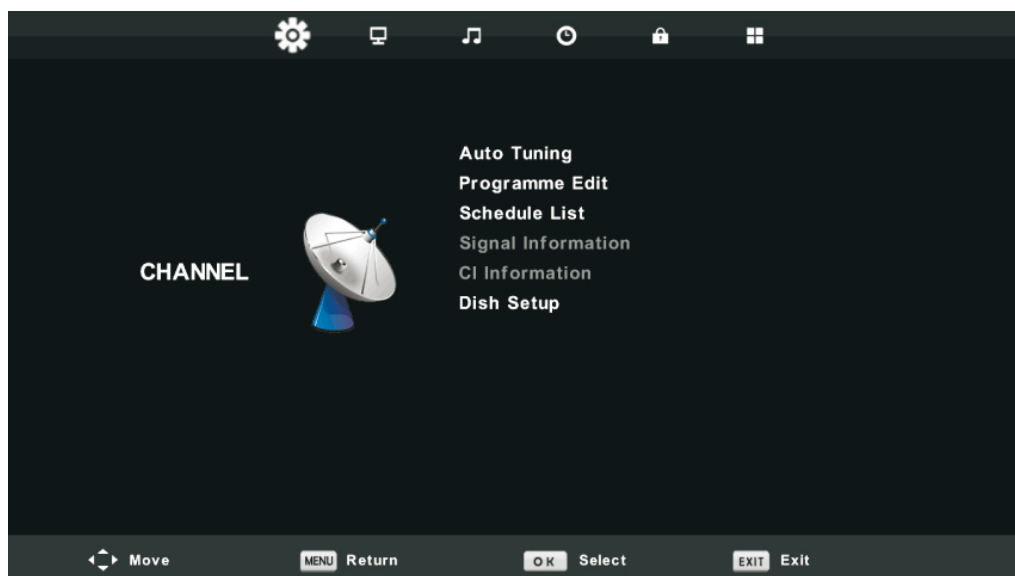 Auto Tuning
Programme Edit
Schedule List
Signal Information
CHANNEL
CI Information
Dish Setup
Move MENU Return OK Select EXIT Exit